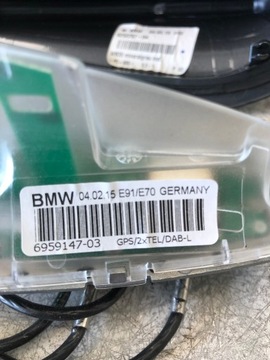 BMW 04.02.15 E91/E70 GERMANY
6959147-03 GPS/2xTEL/DAB-L